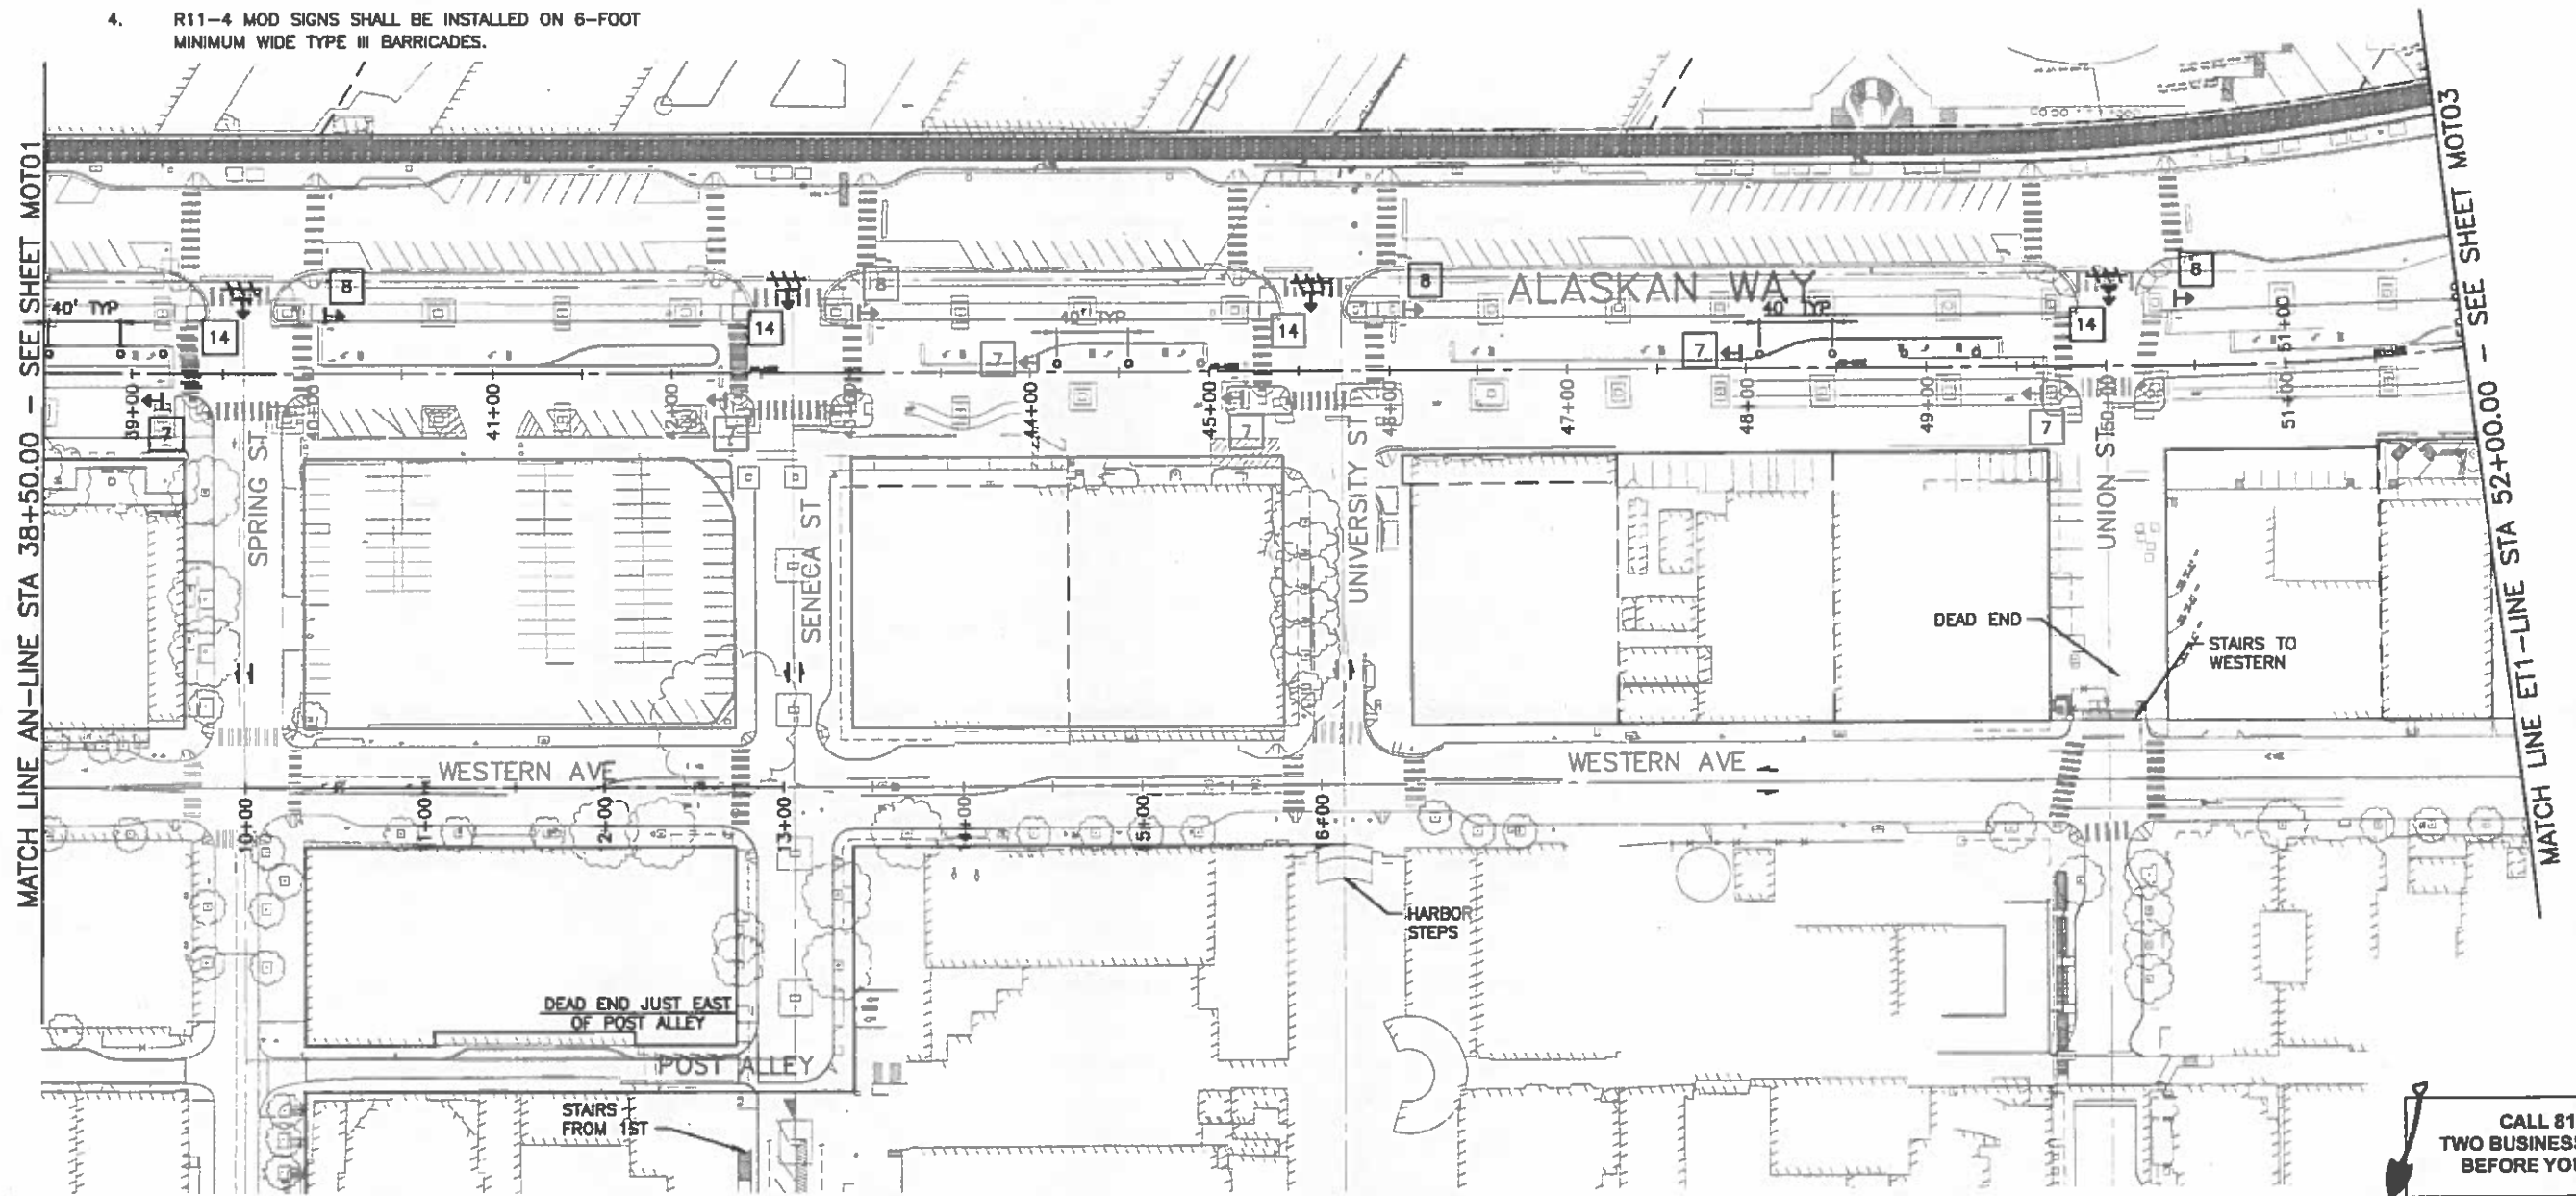 4. R11-4 MOD SIGNS SHALL BE INSTALLED ON 6-FOOT
MINIMUM WIDE TYPE III BARRICADES.
MATCH LINE AN-LINE STA 38+50.00 - SEE SHEET MOT01
MATCH LINE ET1-LINE STA 52+00.00 - SEE SHEET MOT03
ALASKAN WAY
8
8
8
8
14
14
14
14
40' TYP
40' TYP
40' TYP
7
7
7
7
7
39+00
40+00
41+00
42+00
43+00
44+00
45+00
47+00
48+00
49+00
50+00
51+00
51+00
SPRING ST
SENECA ST
UNIVERSITY ST
UNION ST
DEAD END
STAIRS TO
WESTERN
WESTERN AVE
WESTERN AVE
10+00
11+00
12+00
13+00
14+00
15+00
16+00
HARBOR
STEPS
DEAD END JUST EAST
OF POST ALLEY
POST ALLEY
STAIRS
FROM 1ST
CALL 81
TWO BUSINES
BEFORE YOU